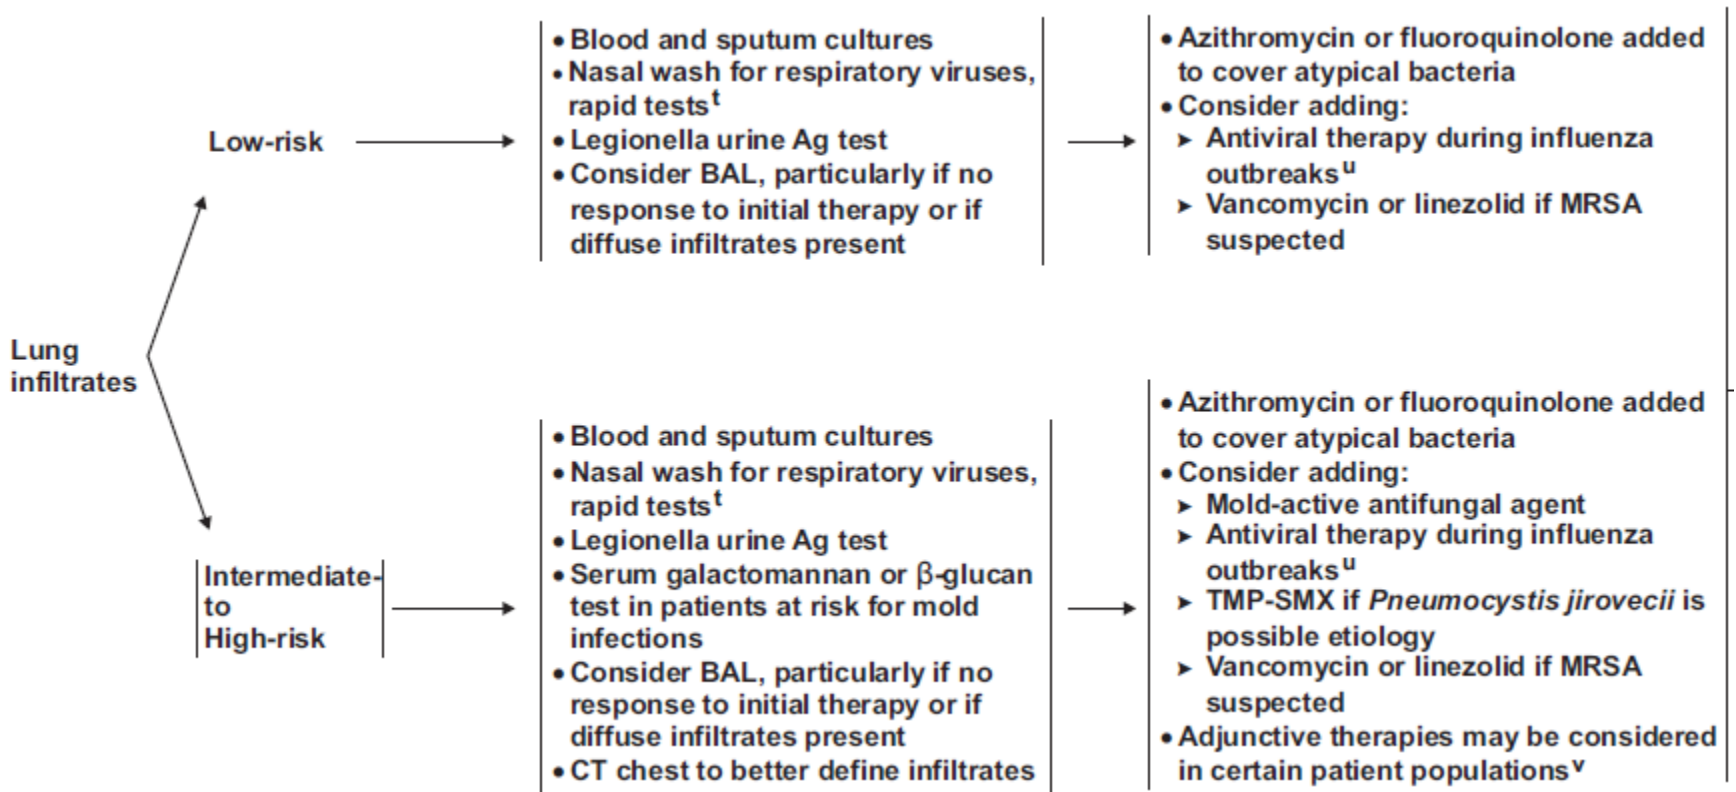 Lung
infiltrates
Low-risk
• Blood and sputum cultures
• Nasal wash for respiratory viruses,
rapid testsᵗ
• Legionella urine Ag test
• Consider BAL, particularly if no
response to initial therapy or if
diffuse infiltrates present
• Azithromycin or fluoroquinolone added
to cover atypical bacteria
• Consider adding:
➤ Antiviral therapy during influenza
outbreaksᵘ
➤ Vancomycin or linezolid if MRSA
suspected
Intermediate-
to
High-risk
• Blood and sputum cultures
• Nasal wash for respiratory viruses,
rapid testsᵗ
• Legionella urine Ag test
• Serum galactomannan or β-glucan
test in patients at risk for mold
infections
• Consider BAL, particularly if no
response to initial therapy or if
diffuse infiltrates present
• CT chest to better define infiltrates
• Azithromycin or fluoroquinolone added
to cover atypical bacteria
• Consider adding:
➤ Mold-active antifungal agent
➤ Antiviral therapy during influenza
outbreaksᵘ
➤ TMP-SMX if Pneumocystis jirovecii is
possible etiology
➤ Vancomycin or linezolid if MRSA
suspected
• Adjunctive therapies may be considered
in certain patient populationsᵛ